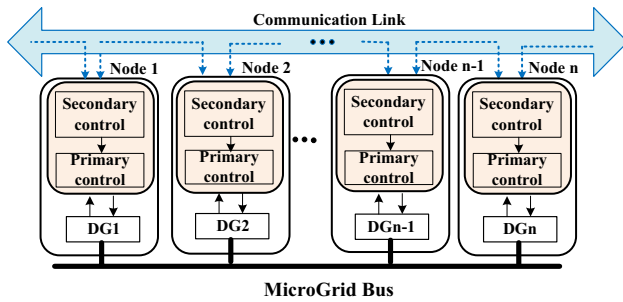 Communication Link
Node 1
Node 2
Node n-1
Node n
Secondary
control
Primary
control
DG1
Secondary
control
Primary
control
DG2
Secondary
control
Primary
control
DGn-1
Secondary
control
Primary
control
DGn
MicroGrid Bus